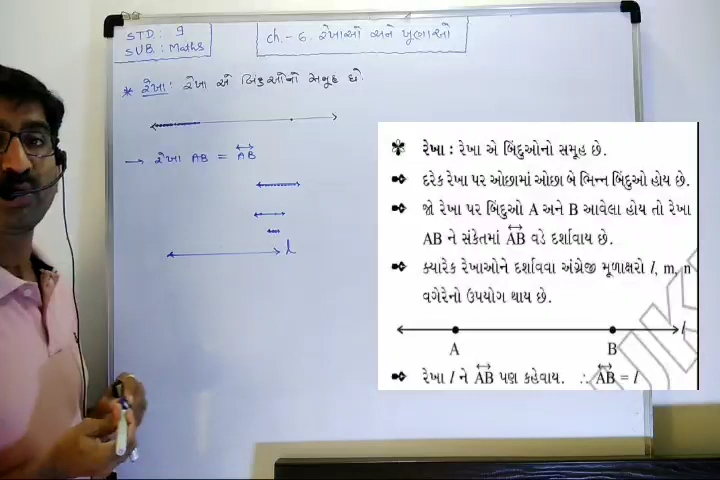 STD.: 9
SUB.: Maths
Ch.- 6. રેખાઓ અને ખૂણાઓ
* રેખા: રેખા એ બિંદુઓનો સમૂહ છે.
→ રેખા AB = AB
l
✽ રેખા : રેખા એ બિંદુઓનો સમૂહ છે.
➼ દરેક રેખા પર ઓછામાં ઓછા બે ભિન્ન બિંદુઓ હોય છે.
➼ જો રેખા પર બિંદુઓ A અને B આવેલા હોય તો રેખા
AB ને સંકેતમાં AB વડે દર્શાવાય છે.
➼ ક્યારેક રેખાઓને દર્શાવવા અંગ્રેજી મૂળાક્ષરો l, m, n
વગેરેનો ઉપયોગ થાય છે.
l
A B
➼ રેખા l ને AB પણ કહેવાય. ∴ AB = l